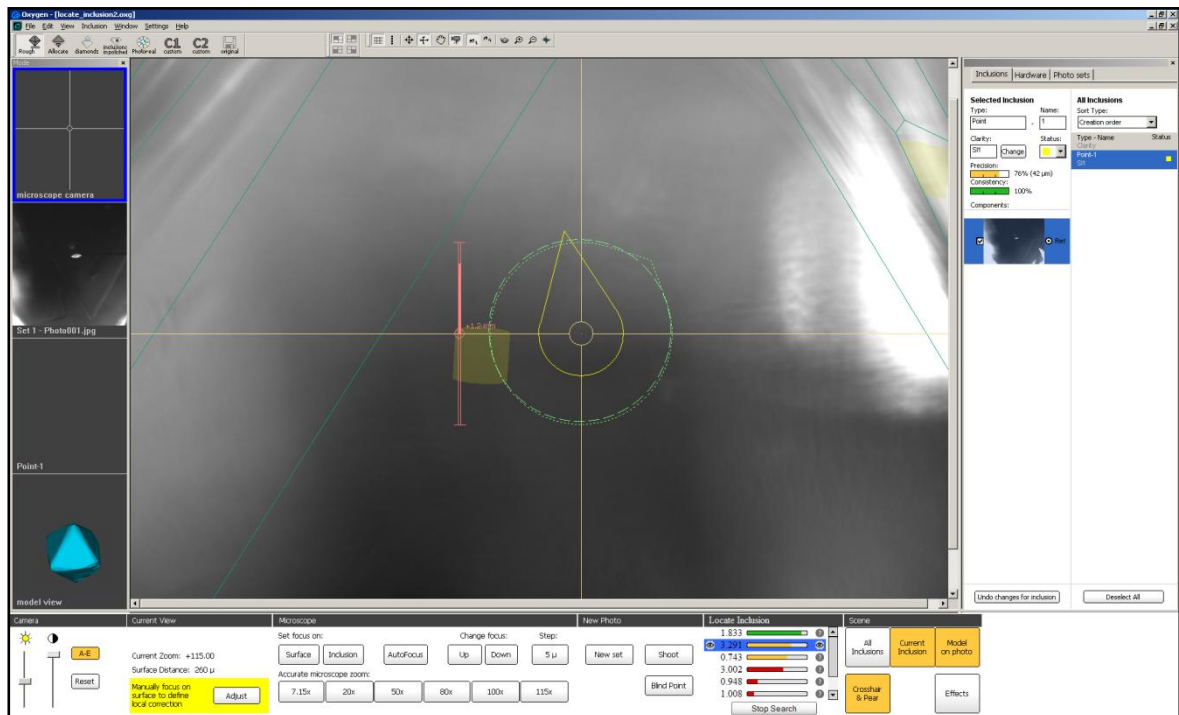 Oxygen - [locate_inclusion2.oxg]
File Edit View Inclusion Window Settings Help
Rough Allocate diamonds inclusions inpolished Photoreal C1 custom C2 custom original
Mode
microscope camera
Set 1 - Photo001.jpg
Point-1
model view
+1.2 mm
Inclusions Hardware Photo sets
Selected Inclusion
Type: Name:
Point . 1
Clarity: Status:
SI1 Change
Precision:
76% (42 μm)
Consistency:
100%
Components:
All Inclusions
Sort Type:
Creation order
Type - Name Status
Clarity
Point-1
SI1
Undo changes for inclusion Deselect All
Camera
A-E
Reset
Current View
Current Zoom: +115.00
Surface Distance: 260 μ
Manually focus on
surface to define
local correction
Adjust
Microscope
Set focus on: Change focus: Step:
Surface Inclusion AutoFocus Up Down 5 μ
Accurate microscope zoom:
7.15x 20x 50x 80x 100x 115x
New Photo
New set Shoot
Blind Point
Locate Inclusion
1.833
3.291
0.743
3.002
0.948
1.008
Stop Search
Scene
All Inclusions
Current Inclusion
Model on photo
Crosshair & Pear
Effects